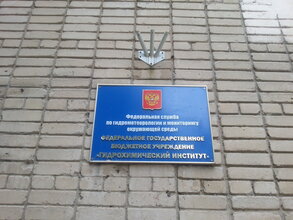 Федеральная служба
по гидрометеорологии и мониторингу
окружающей среды
ФЕДЕРАЛЬНОЕ ГОСУДАРСТВЕННОЕ
БЮДЖЕТНОЕ УЧРЕЖДЕНИЕ
«ГИДРОХИМИЧЕСКИЙ ИНСТИТУТ»